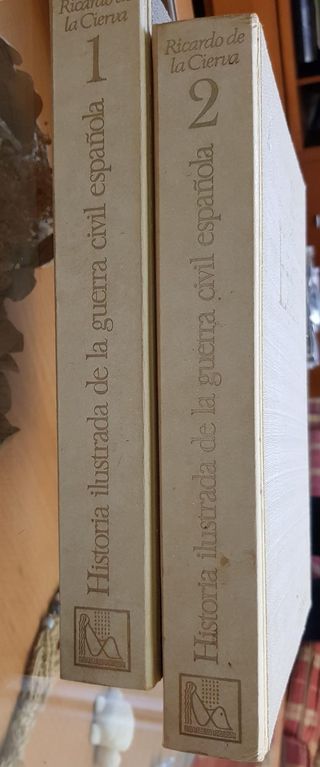 Ricardo de
la Cierva
1
Historia ilustrada de la guerra civil española
Ricardo de
la Cierva
2
Historia ilustrada de la guerra civil española